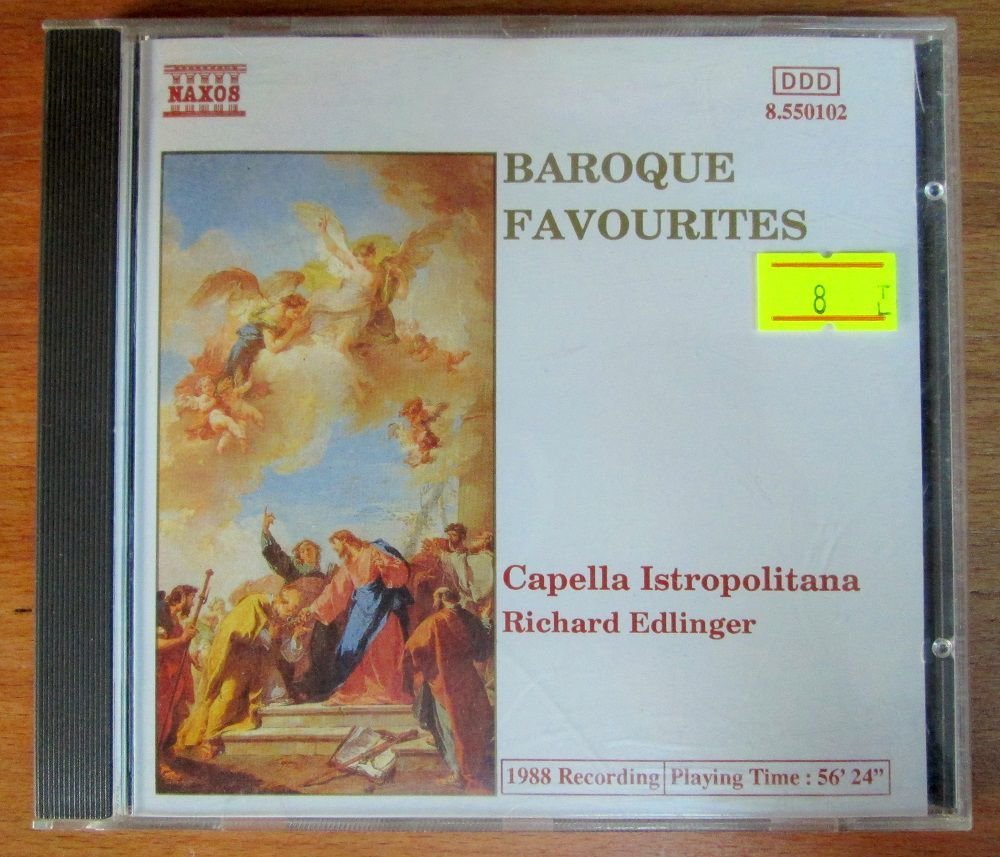 NAXOS
DDD
8.550102
BAROQUE
FAVOURITES
8
Capella Istropolitana
Richard Edlinger
1988 Recording Playing Time : 56' 24"